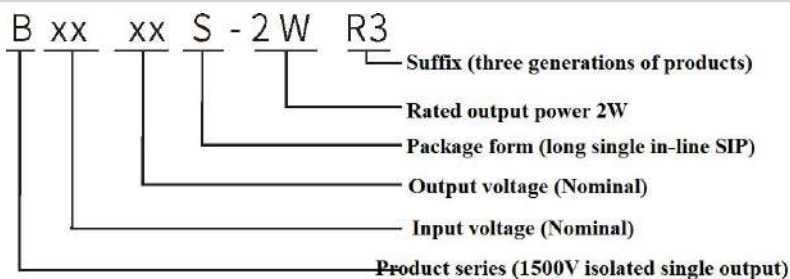 B xx xx S - 2 W R3
Suffix (three generations of products)
Rated output power 2W
Package form (long single in-line SIP)
Output voltage (Nominal)
Input voltage (Nominal)
Product series (1500V isolated single output)